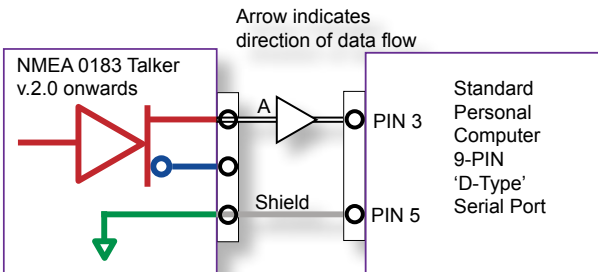 Arrow indicates
direction of data flow
NMEA 0183 Talker
v.2.0 onwards
A
PIN 3
Shield
PIN 5
Standard
Personal
Computer
9-PIN
‘D-Type’
Serial Port